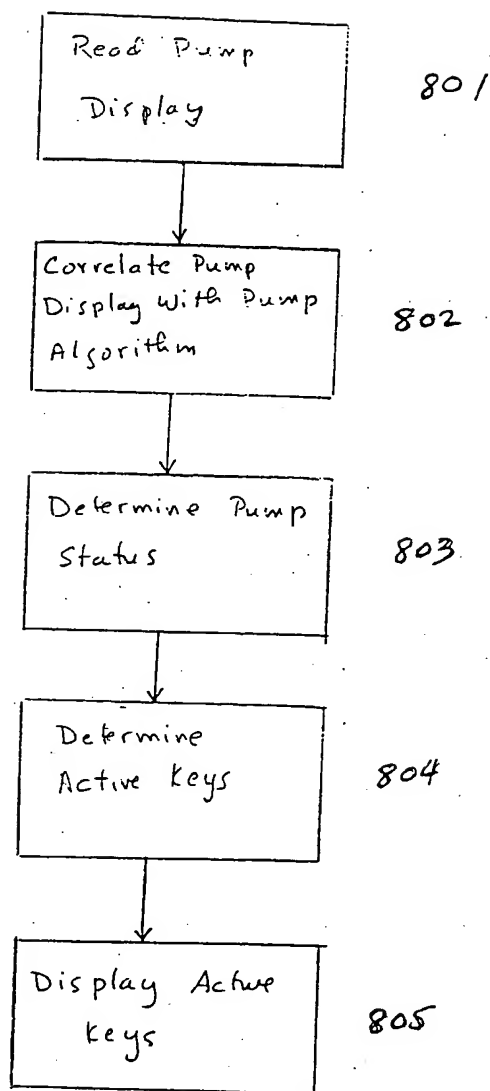 Read Pump
Display
801
Correlate Pump
Display With Pump
Algorithm
802
Determine Pump
Status
803
Determine
Active Keys
804
Display Active
Keys
805